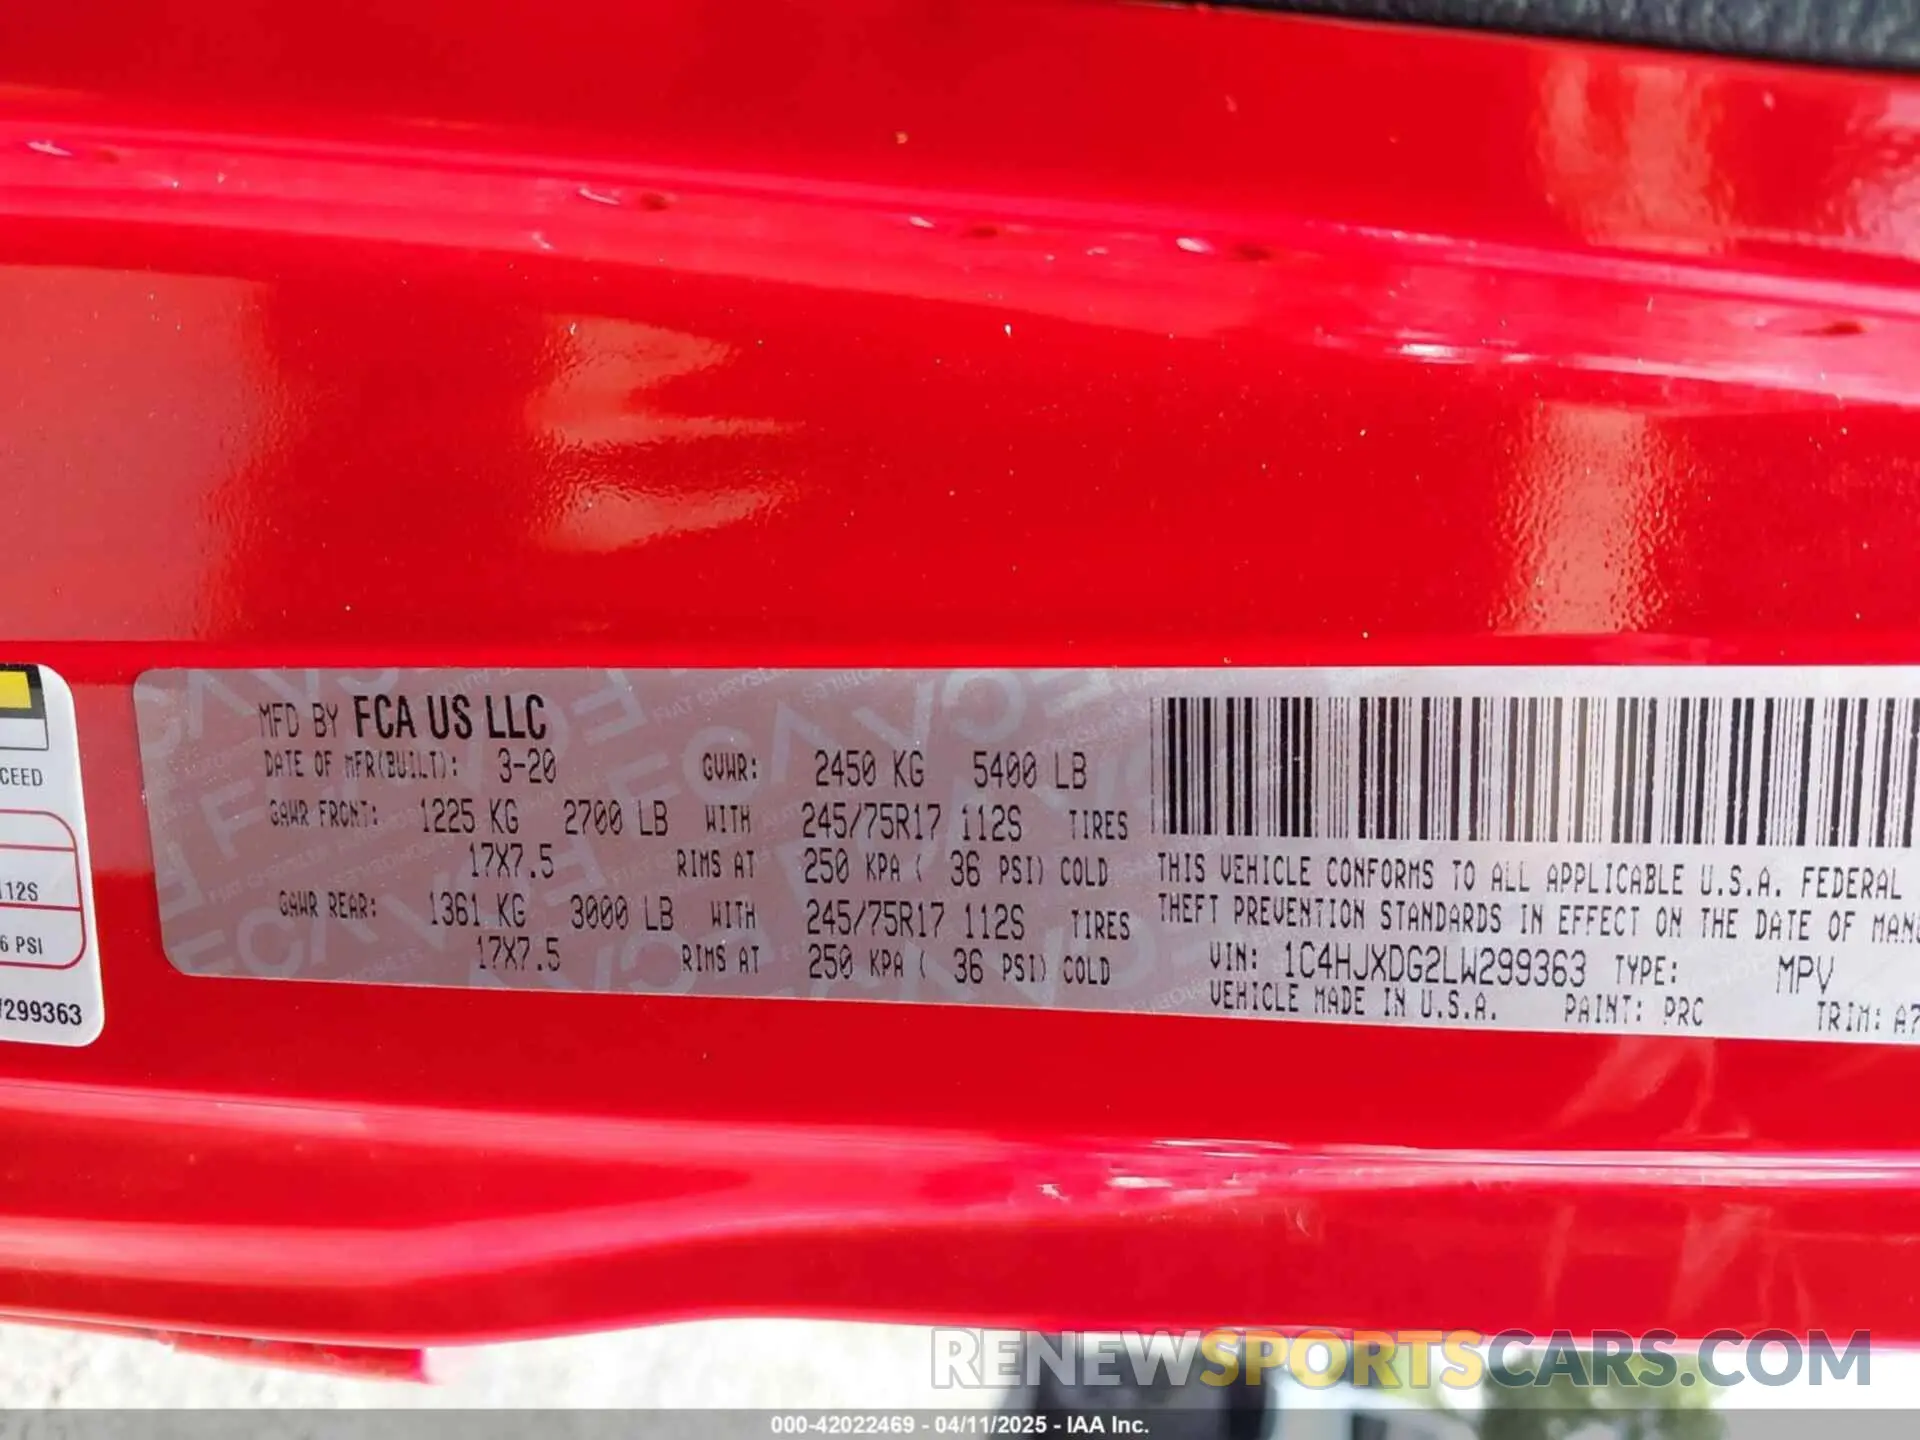 MFD BY FCA US LLC
DATE OF MFR(BUILT): 3-20 GVWR: 2450 KG 5400 LB
GAWR FRONT: 1225 KG 2700 LB WITH 245/75R17 112S TIRES
17X7.5 RIMS AT 250 KPA ( 36 PSI) COLD
GAWR REAR: 1361 KG 3000 LB WITH 245/75R17 112S TIRES
17X7.5 RIMS AT 250 KPA ( 36 PSI) COLD
THIS VEHICLE CONFORMS TO ALL APPLICABLE U.S.A. FEDERAL
THEFT PREVENTION STANDARDS IN EFFECT ON THE DATE OF MANU
VIN: 1C4HJXDG2LW299363 TYPE: MPV
VEHICLE MADE IN U.S.A. PAINT: PRC TRIM: A7
CEED
112S
6 PSI
299363
RENEWSPORTSCARS.COM
000-42022469 - 04/11/2025 - IAA Inc.